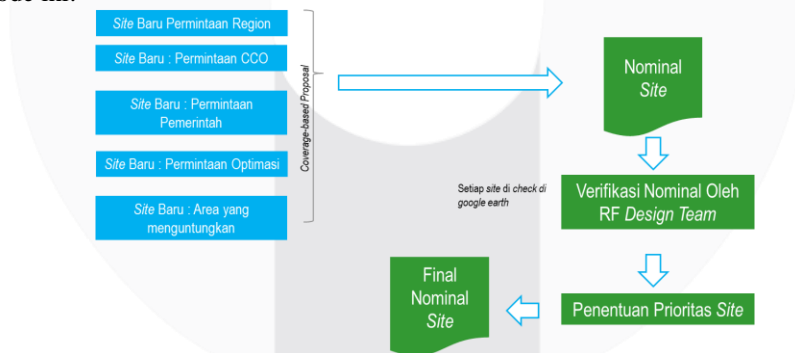 Site Baru Permintaan Region
Site Baru : Permintaan CCO
Site Baru : Permintaan
Pemerintah
Site Baru : Permintaan Optimasi
Site Baru : Area yang
menguntungkan
Coverage-based Proposal
Nominal
Site
Setiap site di check di
google earth
Verifikasi Nominal Oleh
RF Design Team
Penentuan Prioritas Site
Final
Nominal
Site